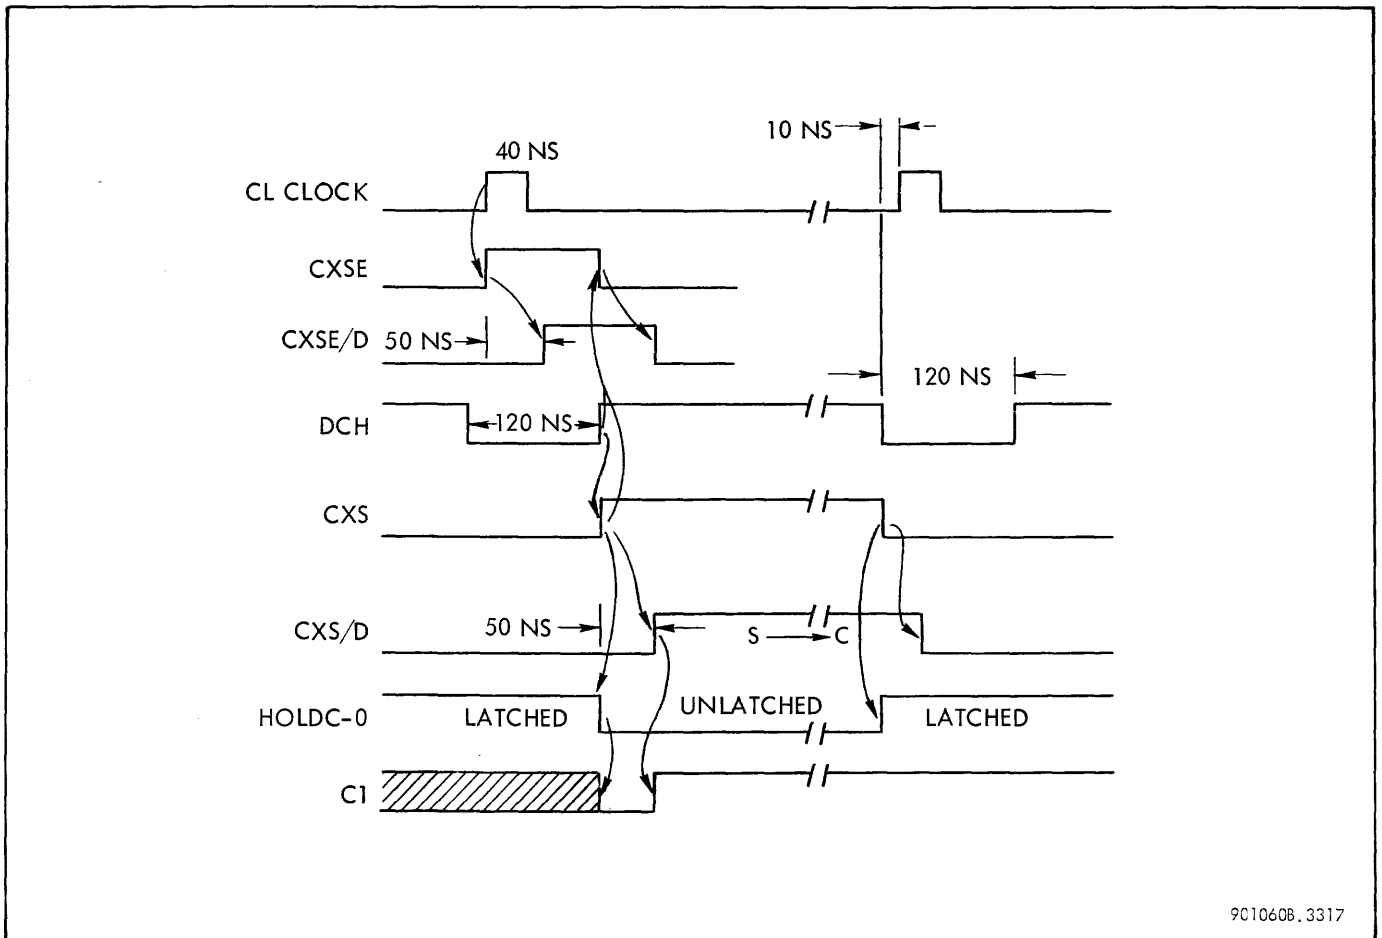 10 NS
40 NS
CL CLOCK
CXSE
CXSE/D
50 NS
120 NS
DCH
120 NS
CXS
CXS/D
50 NS
S C
HOLDC-0
LATCHED
UNLATCHED
LATCHED
C1
901060B.3317